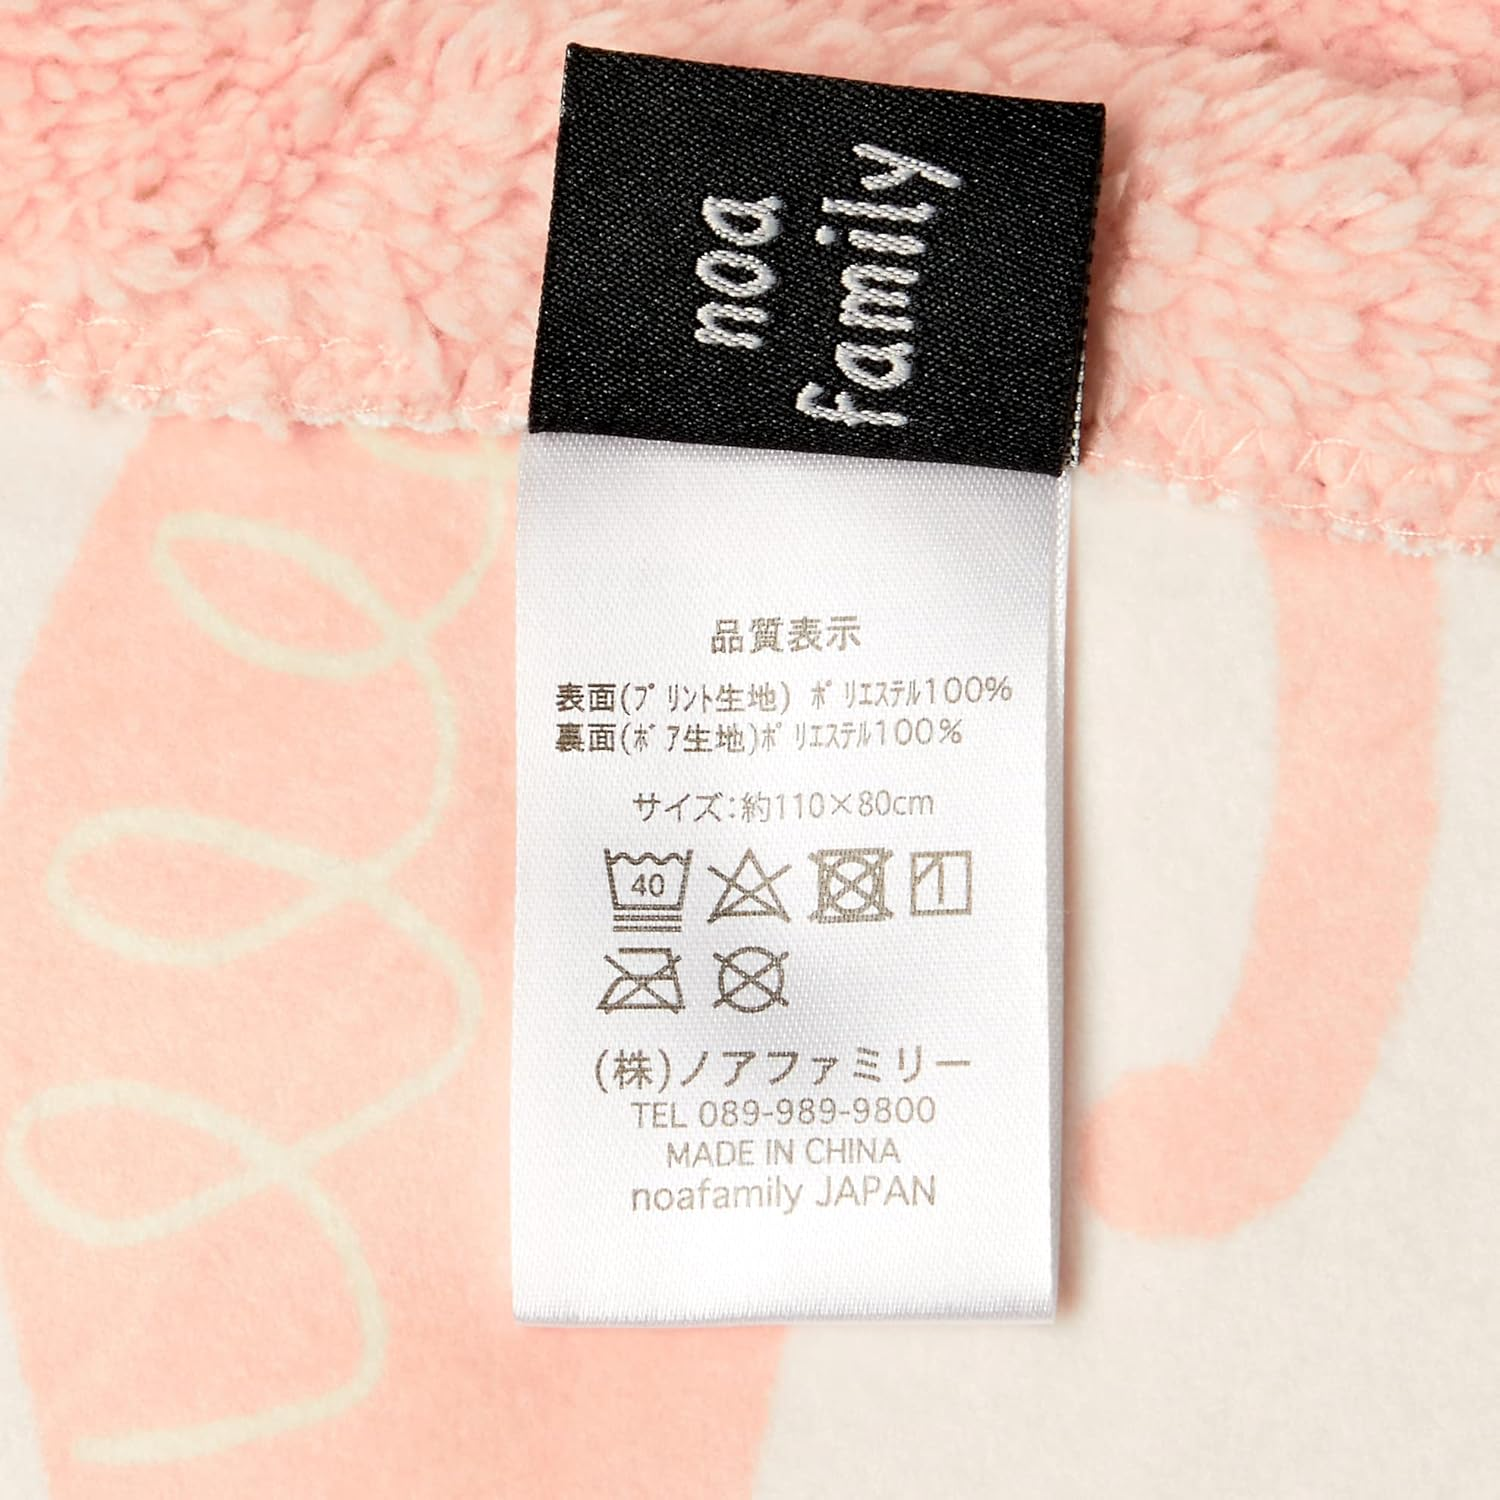 noa
family
品質表示
表面(ﾌﾟﾘﾝﾄ生地) ﾎﾟﾘｴｽﾃﾙ100%
裏面(ﾎﾞｱ生地)ﾎﾟﾘｴｽﾃﾙ100%
サイズ:約110×80cm
40
(株)ノアファミリー
TEL 089-989-9800
MADE IN CHINA
noafamily JAPAN